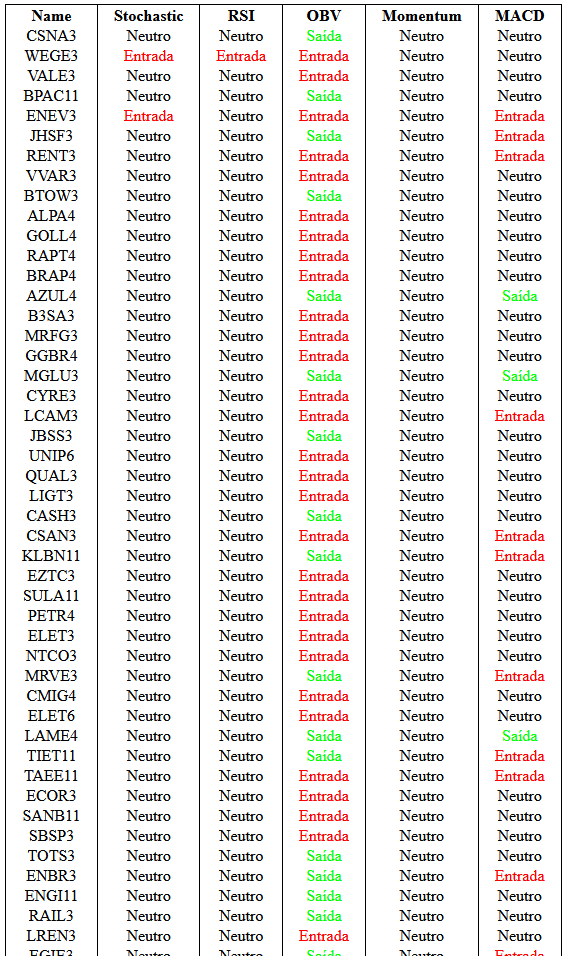 Name Stochastic RSI OBV Momentum MACD
CSNA3 Neutro Neutro Saída Neutro Neutro
WEGE3 Entrada Entrada Entrada Neutro Neutro
VALE3 Neutro Neutro Entrada Neutro Neutro
BPAC11 Neutro Neutro Saída Neutro Neutro
ENEV3 Entrada Neutro Entrada Neutro Entrada
JHSF3 Neutro Neutro Saída Neutro Entrada
RENT3 Neutro Neutro Entrada Neutro Entrada
VVAR3 Neutro Neutro Entrada Neutro Neutro
BTOW3 Neutro Neutro Saída Neutro Neutro
ALPA4 Neutro Neutro Entrada Neutro Neutro
GOLL4 Neutro Neutro Entrada Neutro Neutro
RAPT4 Neutro Neutro Entrada Neutro Neutro
BRAP4 Neutro Neutro Entrada Neutro Neutro
AZUL4 Neutro Neutro Saída Neutro Saída
B3SA3 Neutro Neutro Entrada Neutro Neutro
MRFG3 Neutro Neutro Entrada Neutro Neutro
GGBR4 Neutro Neutro Entrada Neutro Neutro
MGLU3 Neutro Neutro Saída Neutro Saída
CYRE3 Neutro Neutro Entrada Neutro Neutro
LCAM3 Neutro Neutro Entrada Neutro Entrada
JBSS3 Neutro Neutro Saída Neutro Neutro
UNIP6 Neutro Neutro Entrada Neutro Neutro
QUAL3 Neutro Neutro Entrada Neutro Neutro
LIGT3 Neutro Neutro Entrada Neutro Neutro
CASH3 Neutro Neutro Saída Neutro Neutro
CSAN3 Neutro Neutro Entrada Neutro Entrada
KLBN11 Neutro Neutro Saída Neutro Entrada
EZTC3 Neutro Neutro Entrada Neutro Neutro
SULA11 Neutro Neutro Entrada Neutro Neutro
PETR4 Neutro Neutro Entrada Neutro Neutro
ELET3 Neutro Neutro Entrada Neutro Neutro
NTCO3 Neutro Neutro Entrada Neutro Neutro
MRVE3 Neutro Neutro Saída Neutro Entrada
CMIG4 Neutro Neutro Entrada Neutro Neutro
ELET6 Neutro Neutro Entrada Neutro Neutro
LAME4 Neutro Neutro Saída Neutro Saída
TIET11 Neutro Neutro Saída Neutro Entrada
TAEE11 Neutro Neutro Entrada Neutro Entrada
ECOR3 Neutro Neutro Entrada Neutro Neutro
SANB11 Neutro Neutro Entrada Neutro Neutro
SBSP3 Neutro Neutro Entrada Neutro Neutro
TOTS3 Neutro Neutro Saída Neutro Neutro
ENBR3 Neutro Neutro Saída Neutro Entrada
ENGI11 Neutro Neutro Saída Neutro Neutro
RAIL3 Neutro Neutro Saída Neutro Neutro
LREN3 Neutro Neutro Entrada Neutro Neutro
Neutro Neutro Saída Neutro Entrada